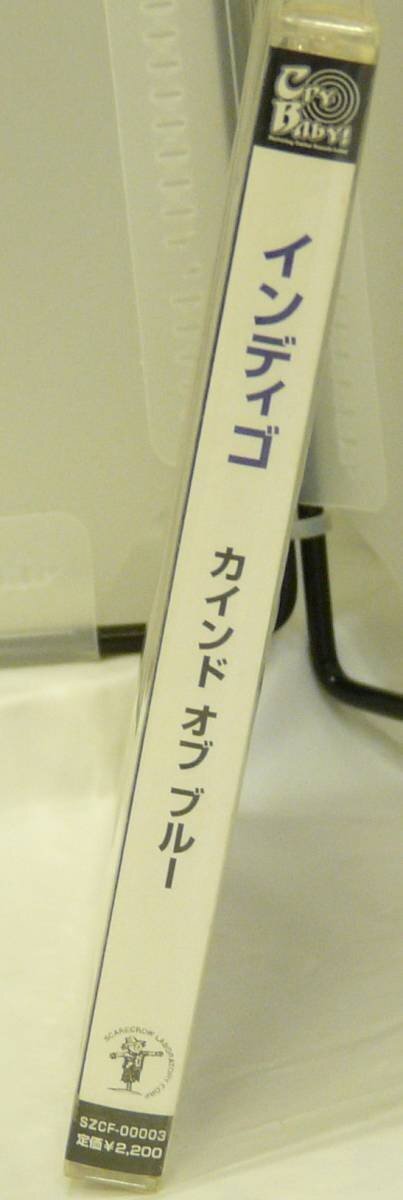 Cry
Baby!
インディゴ
カインド オブ ブルー
SCARECROW LABORATORY CORP.
SZCF-00003
定価¥2,200